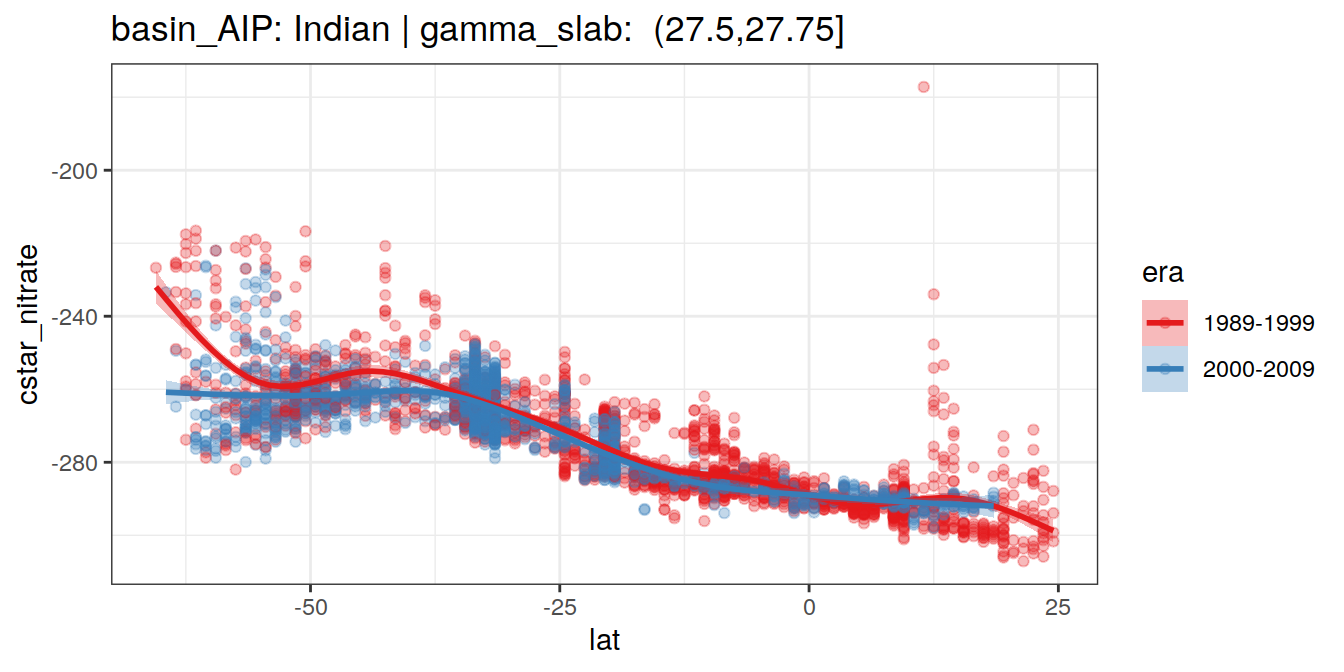 basin_AIP: Indian | gamma_slab:  (27.5,27.75]
cstar_nitrate
-200
-240
-280
-50
-25
0
25
lat
era
1989-1999
2000-2009